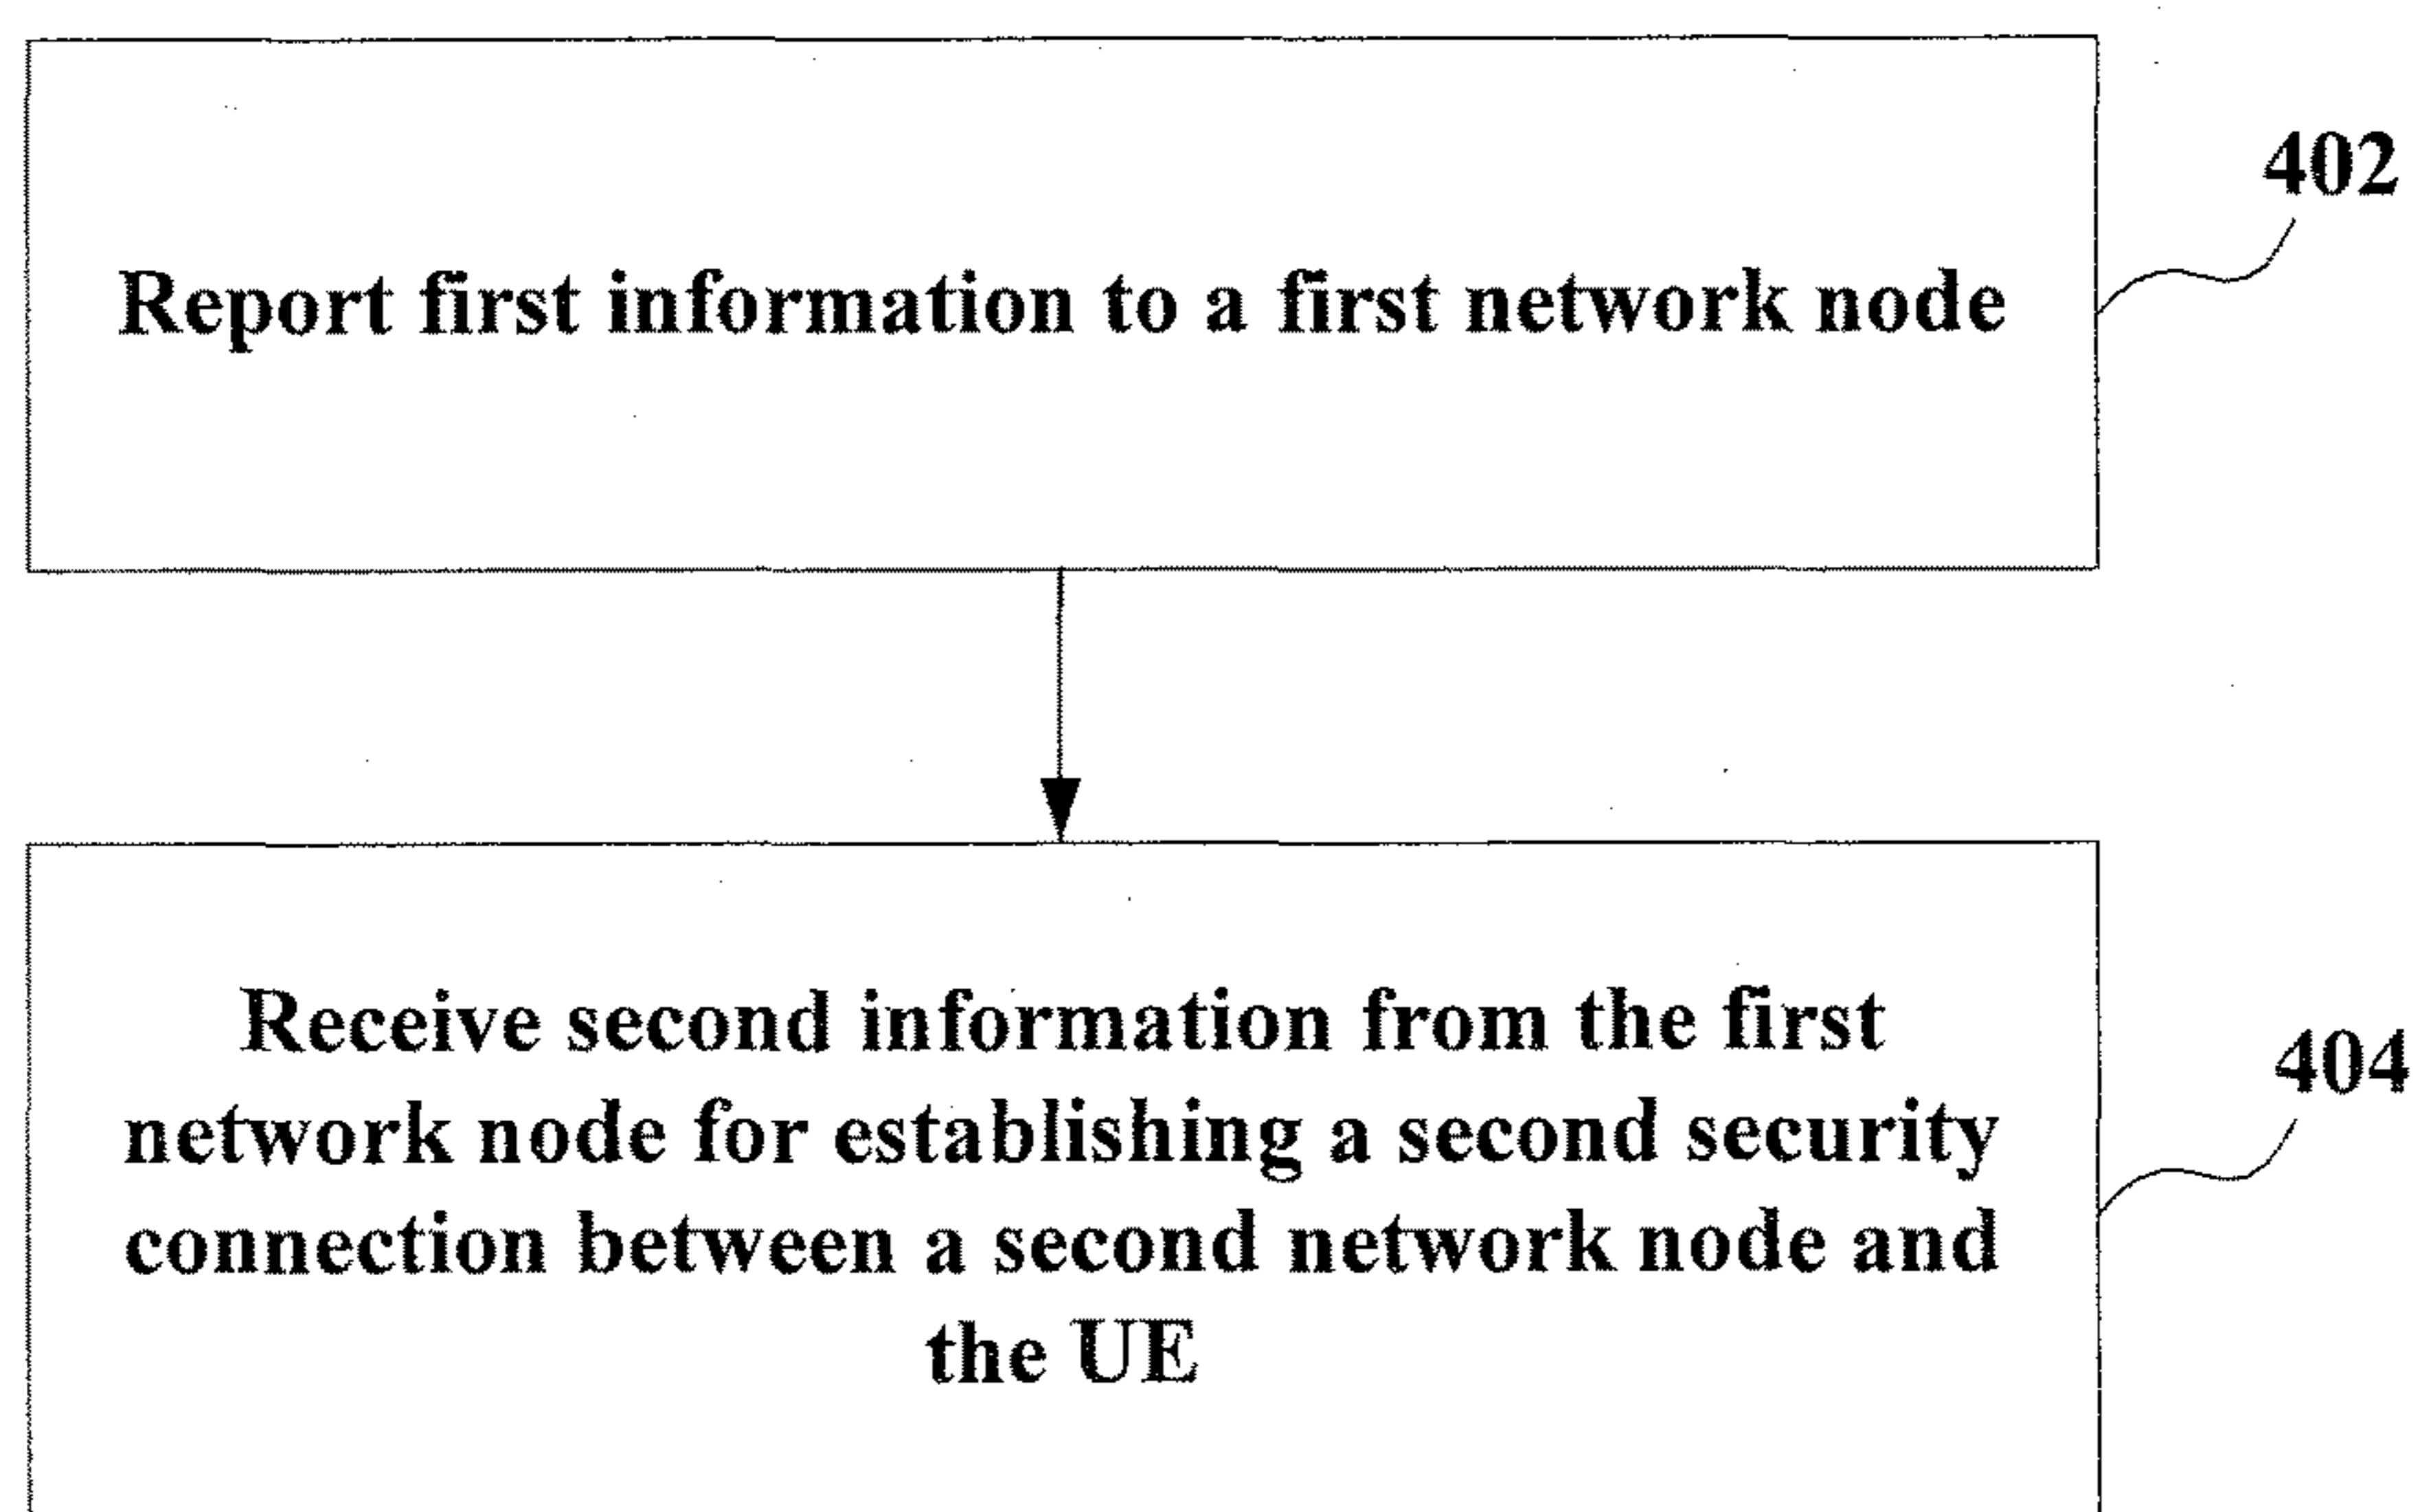 402
Report first information to a first network node
Receive second information from the first
network node for establishing a second security
connection between a second network node and
the UE
404